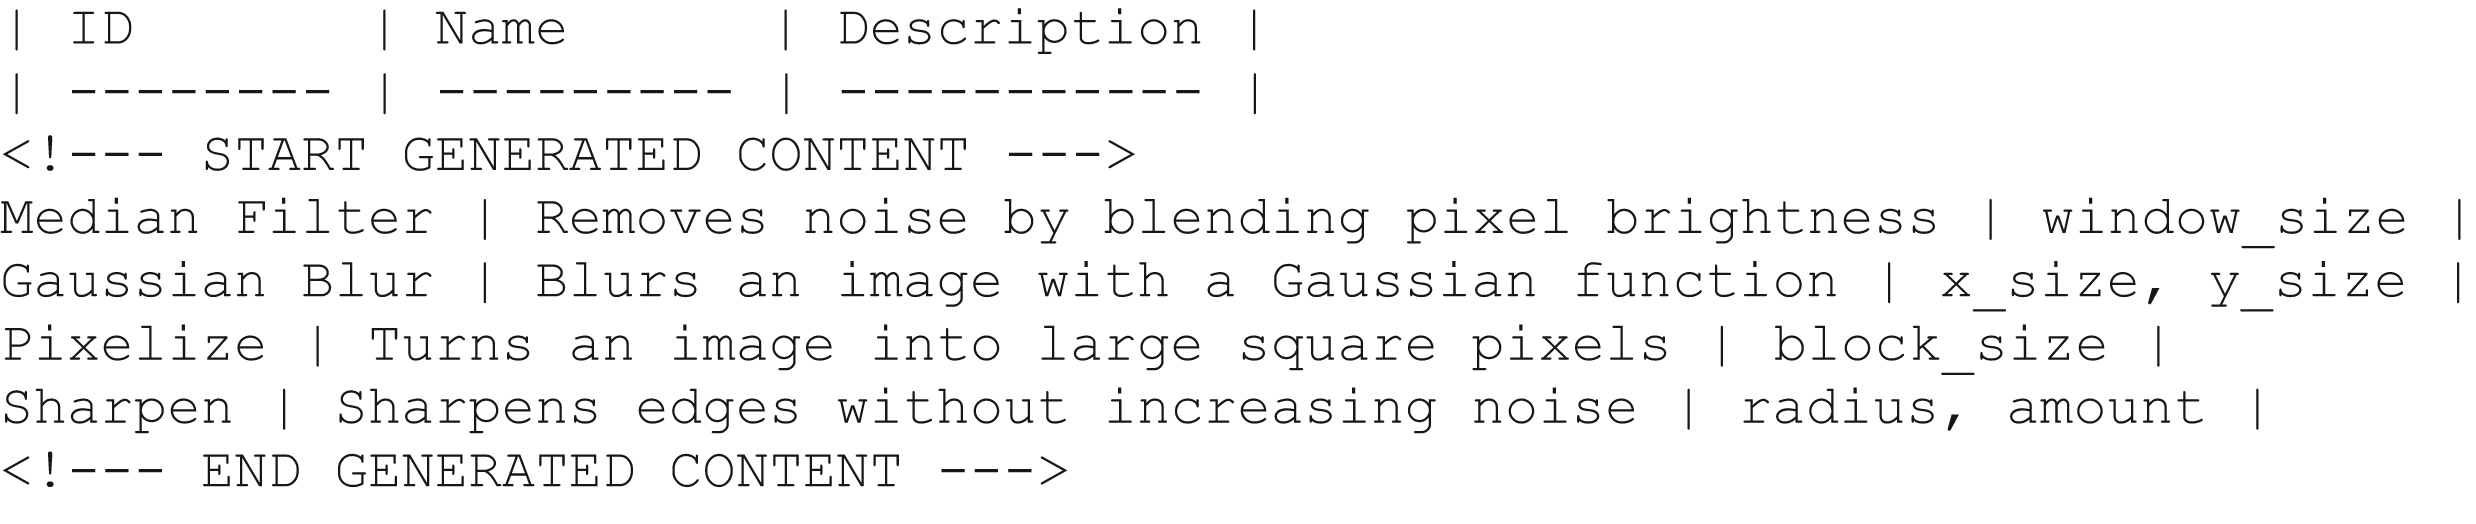 | ID       | Name      | Description |
| -------- | --------- | ----------- |
<!--- START GENERATED CONTENT --->
Median Filter | Removes noise by blending pixel brightness | window_size |
Gaussian Blur | Blurs an image with a Gaussian function | x_size, y_size |
Pixelize | Turns an image into large square pixels | block_size |
Sharpen | Sharpens edges without increasing noise | radius, amount |
<!--- END GENERATED CONTENT --->